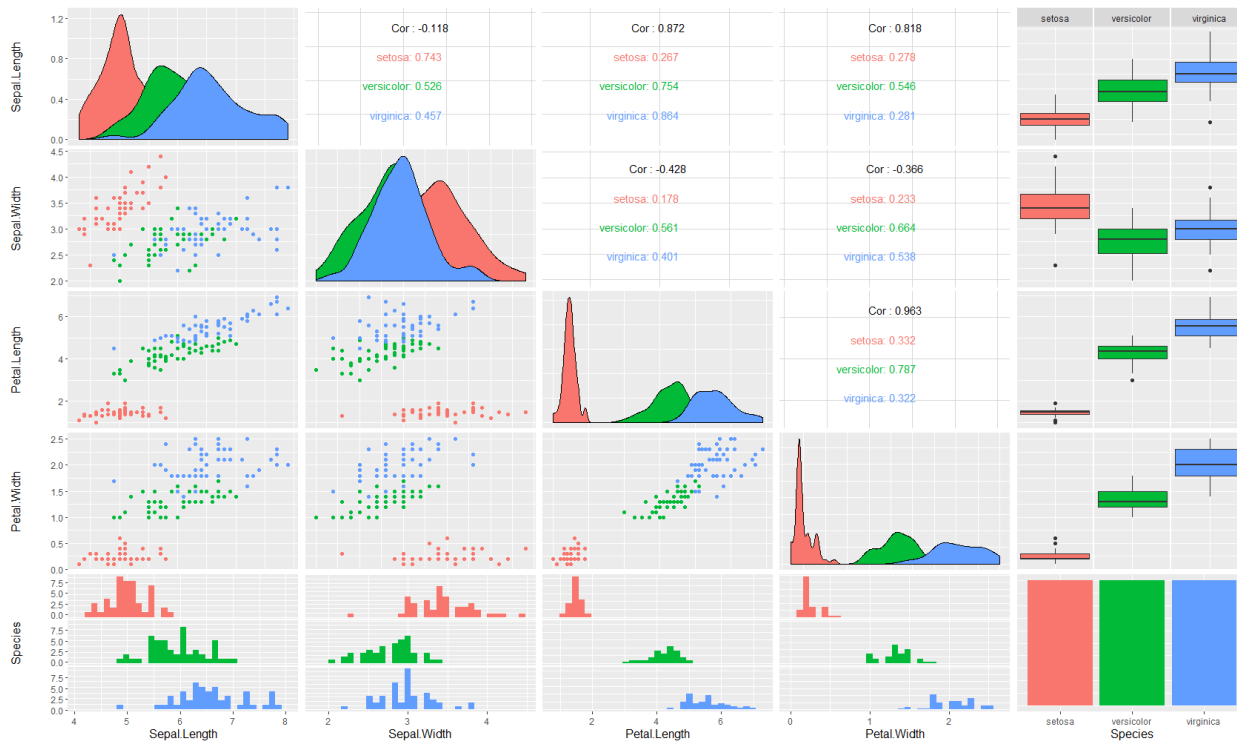 setosa
versicolor
virginica
Sepal.Length
1.2
0.8
0.4
0.0
Cor : -0.118
setosa: 0.743
versicolor: 0.526
virginica: 0.457
Cor : 0.872
setosa: 0.267
versicolor: 0.754
virginica: 0.864
Cor : 0.818
setosa: 0.278
versicolor: 0.546
virginica: 0.281
Sepal.Width
4.5
4.0
3.5
3.0
2.5
2.0
Cor : -0.428
setosa: 0.178
versicolor: 0.561
virginica: 0.401
Cor : -0.366
setosa: 0.233
versicolor: 0.664
virginica: 0.538
Petal.Length
6
4
2
Cor : 0.963
setosa: 0.332
versicolor: 0.787
virginica: 0.322
Petal.Width
2.5
2.0
1.5
1.0
0.5
0.0
Species
7.5
5.0
2.5
0.0
7.5
5.0
2.5
0.0
7.5
5.0
2.5
0.0
4 5 6 7 8
Sepal.Length
2 3 4
Sepal.Width
2 4 6
Petal.Length
0 1 2
Petal.Width
setosa versicolor virginica
Species